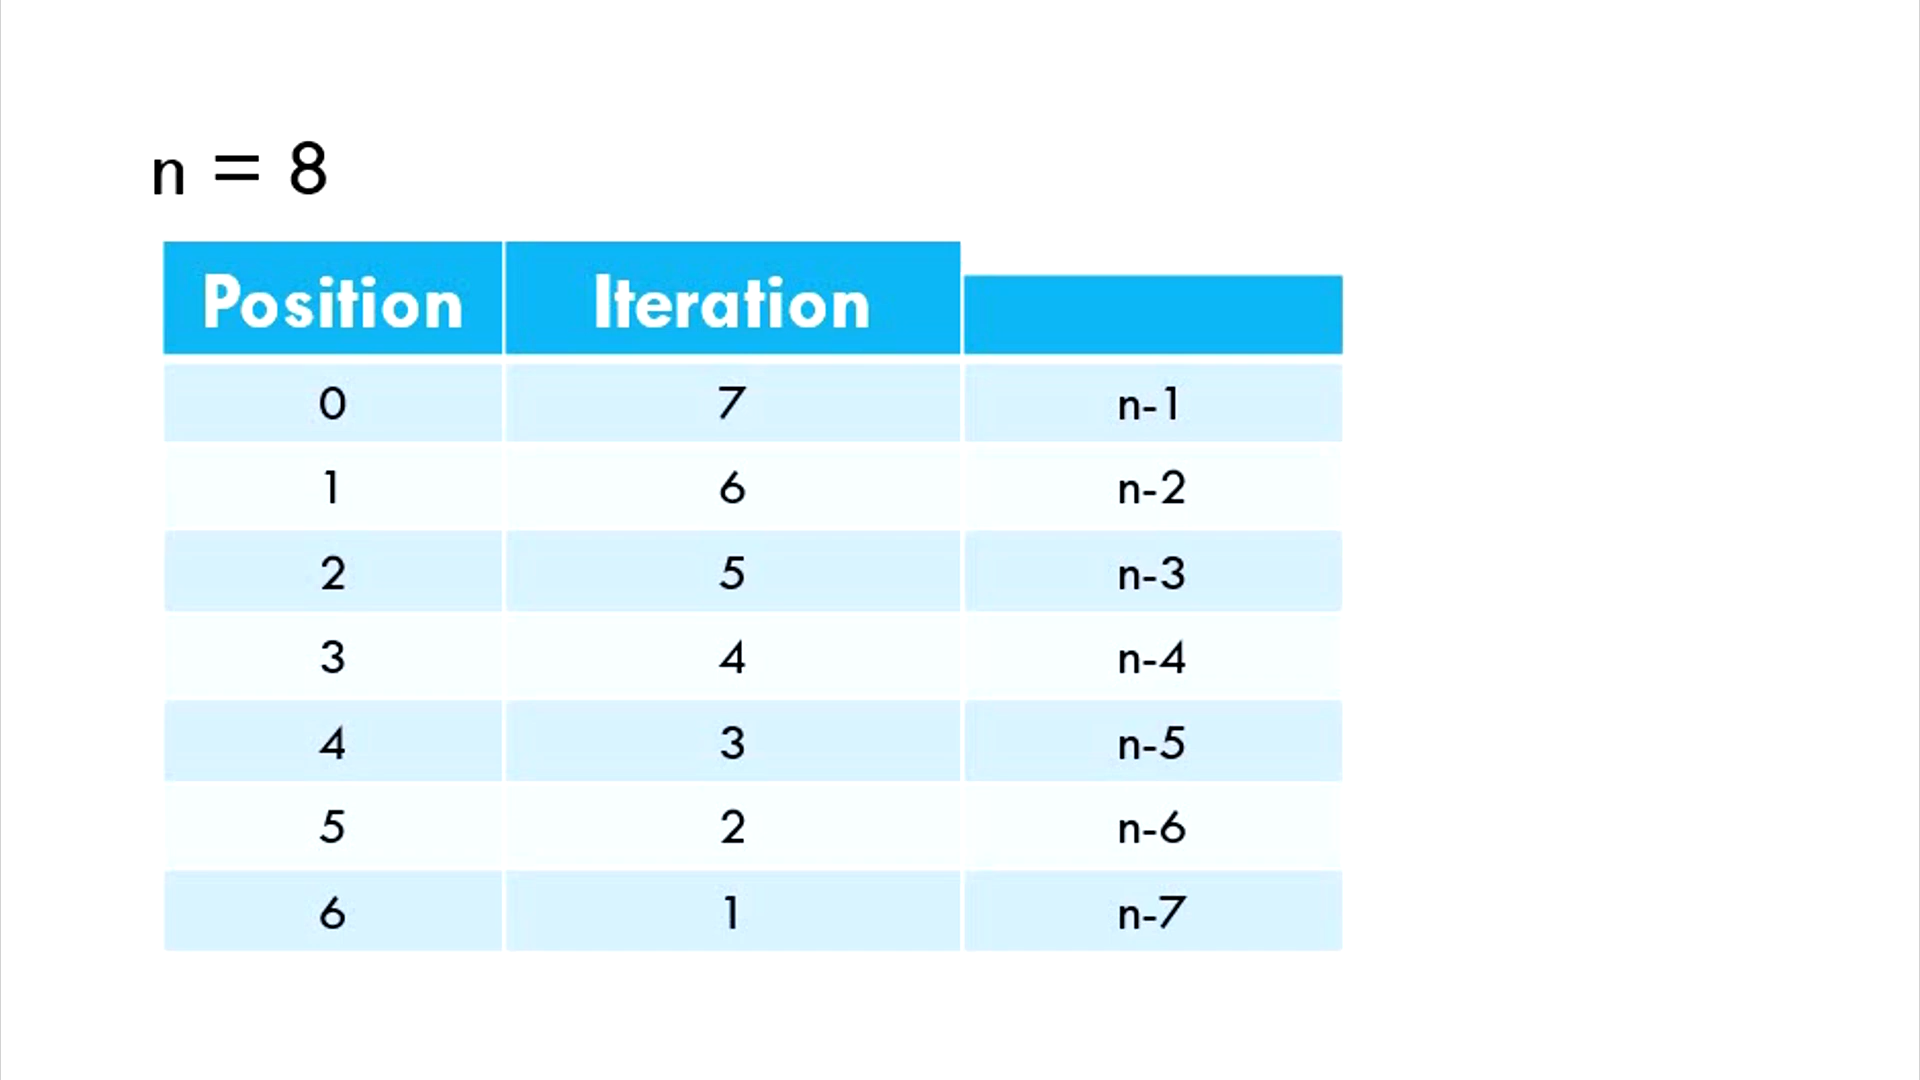 n = 8
Position Iteration
0 7 n-1
1 6 n-2
2 5 n-3
3 4 n-4
4 3 n-5
5 2 n-6
6 1 n-7